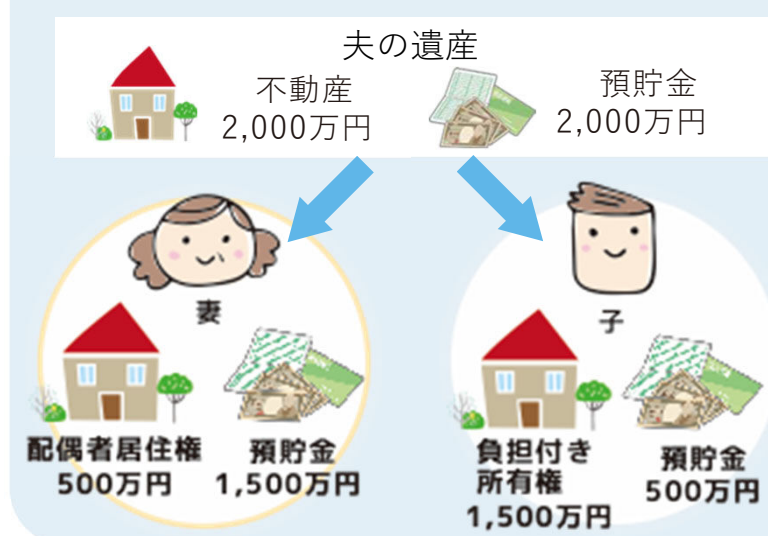 夫の遺産
不動産
2,000万円
預貯金
2,000万円
妻
配偶者居住権
500万円
預貯金
1,500万円
子
負担付き
所有権
1,500万円
預貯金
500万円